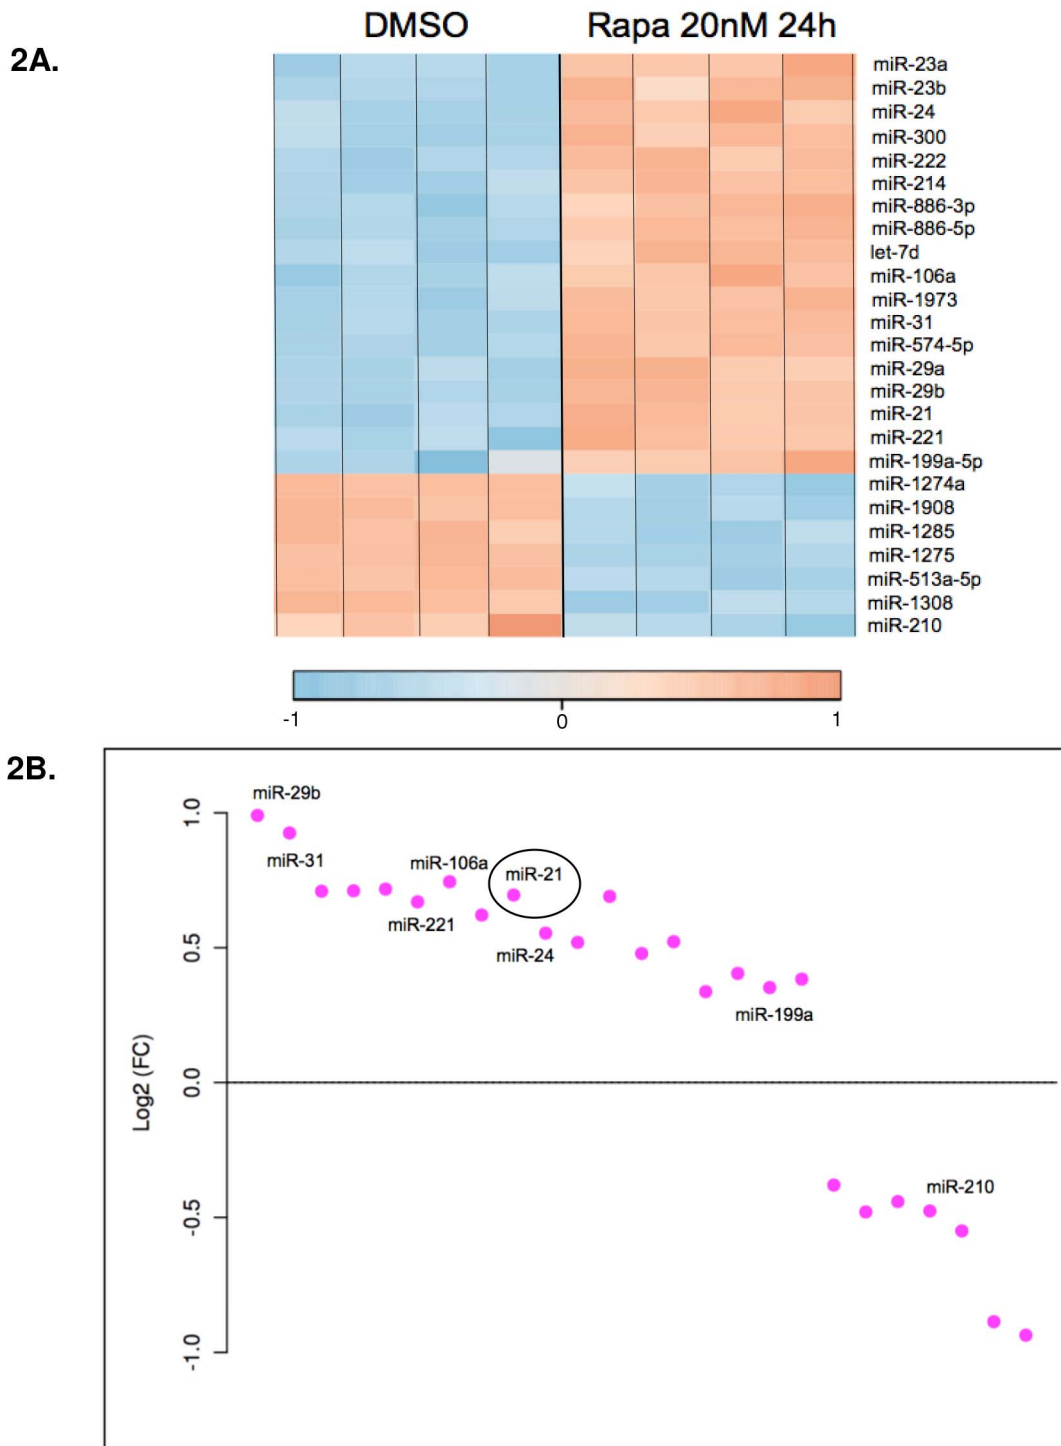 2A.
DMSO Rapa 20nM 24h
miR-23a
miR-23b
miR-24
miR-300
miR-222
miR-214
miR-886-3p
miR-886-5p
let-7d
miR-106a
miR-1973
miR-31
miR-574-5p
miR-29a
miR-29b
miR-21
miR-221
miR-199a-5p
miR-1274a
miR-1908
miR-1285
miR-1275
miR-513a-5p
miR-1308
miR-210
-1 0 1
2B.
Log2 (FC)
1.0
0.5
0.0
-0.5
-1.0
miR-29b
miR-31
miR-106a
miR-21
miR-221
miR-24
miR-199a
miR-210